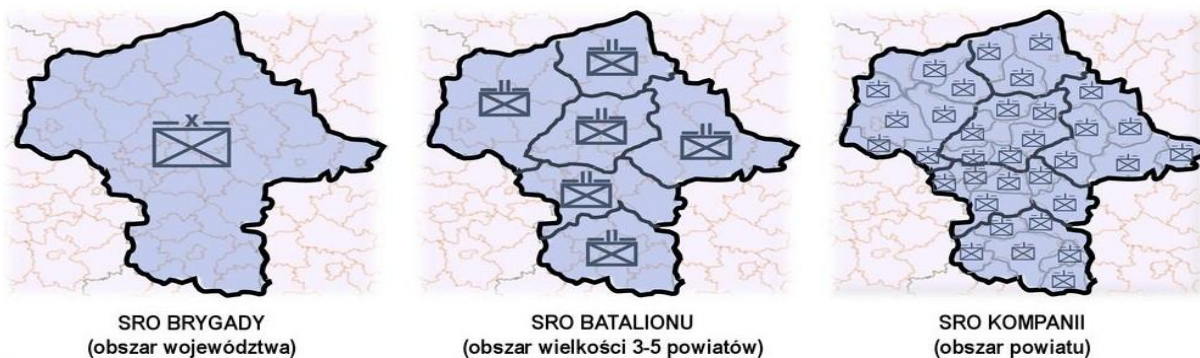 SRO BRYGADY
(obszar województwa)
SRO BATALIONU
(obszar wielkości 3-5 powiatów)
SRO KOMPANII
(obszar powiatu)